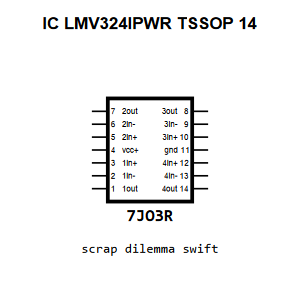 IC LMV324IPWR TSSOP 14
7 2out 3out 8
6 2in- 3in- 9
5 2in+ 3in+ 10
4 vcc+ gnd 11
3 1in+ 4in+ 12
2 1in- 4in- 13
1 1out 4out 14
7J03R
scrap dilemma swift